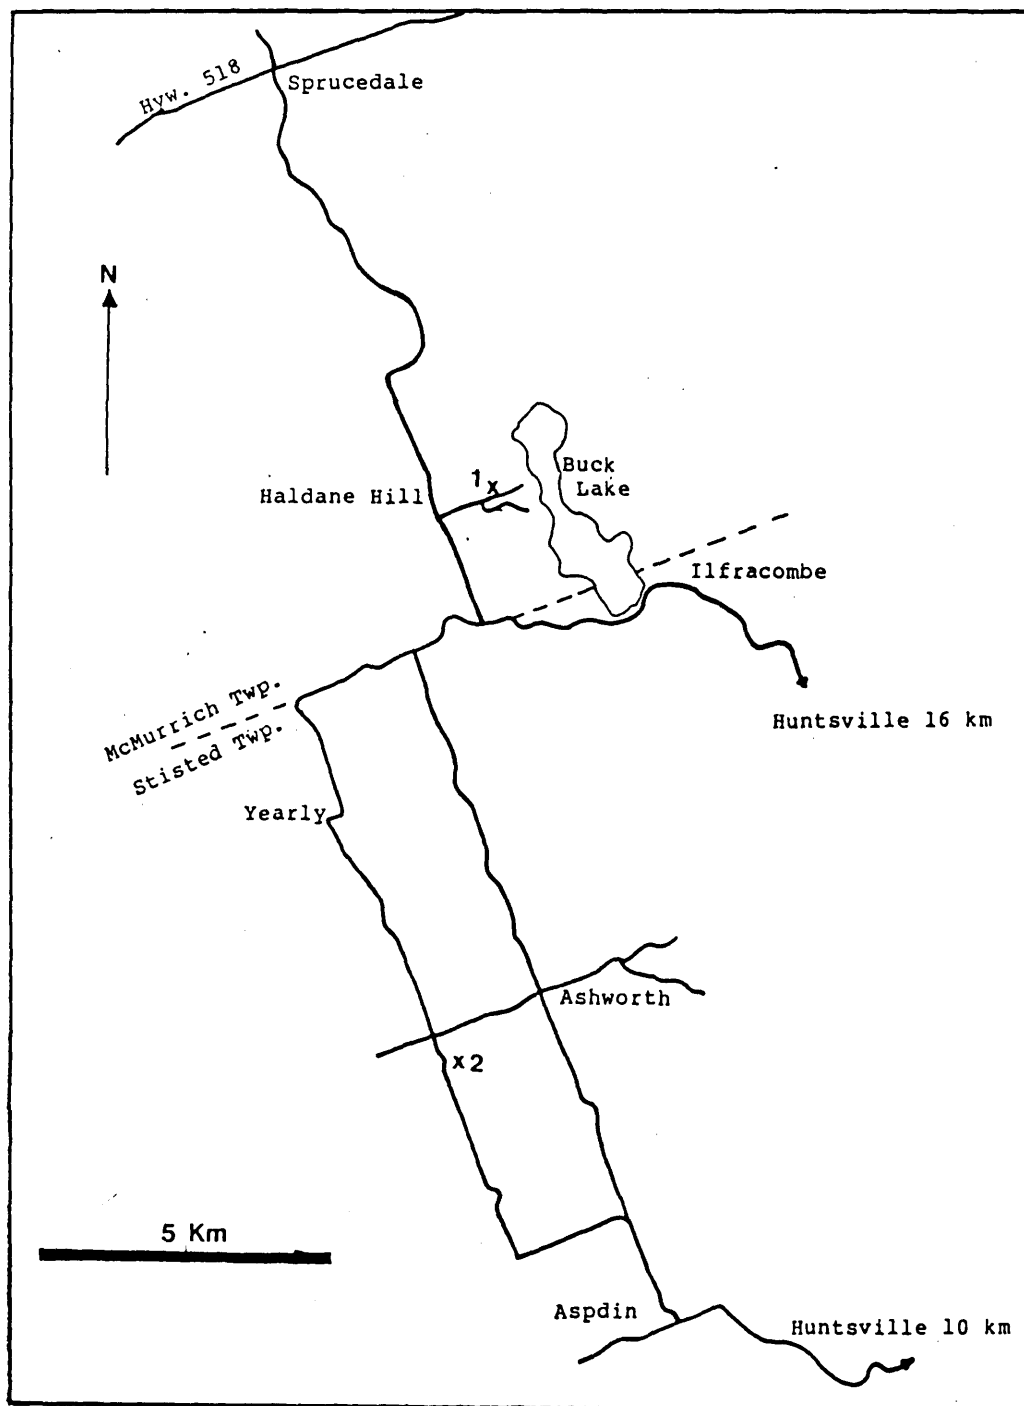 Hyw. 518
Sprucedale
N
Buck
Lake
1x
Haldane Hill
Ilfracombe
McMurrich Twp.
Stisted Twp.
Huntsville 16 km
Yearly
Ashworth
x2
5 Km
Aspdin
Huntsville 10 km